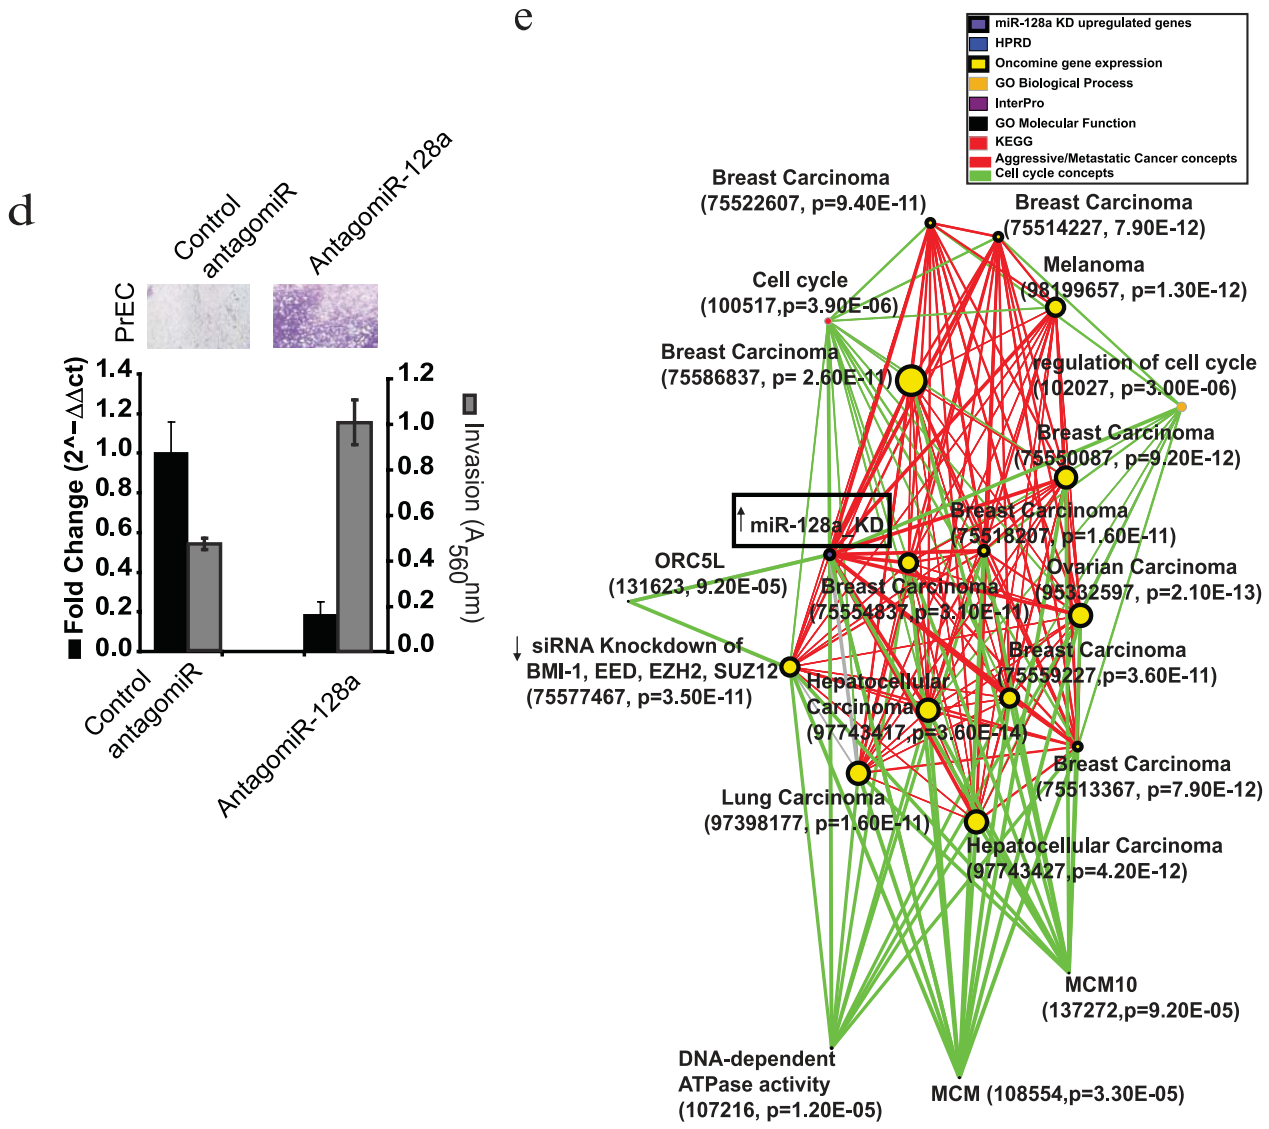 d
Control
antagomiR
AntagomiR-128a
PrEC
Fold Change (2^-ΔΔct)
1.4
1.2
1.0
0.8
0.6
0.4
0.2
0.0
1.2
1.0
0.8
0.6
0.4
0.2
0.0
Invasion (A560nm)
Control
antagomiR
AntagomiR-128a
e
miR-128a KD upregulated genes
HPRD
Oncomine gene expression
GO Biological Process
InterPro
GO Molecular Function
KEGG
Aggressive/Metastatic Cancer concepts
Cell cycle concepts
Breast Carcinoma
(75522607, p=9.40E-11)
Breast Carcinoma
(75514227, 7.90E-12)
Melanoma
(98199657, p=1.30E-12)
Cell cycle
(100517,p=3.90E-06)
Breast Carcinoma
(75586837, p= 2.60E-11)
regulation of cell cycle
(102027, p=3.00E-06)
Breast Carcinoma
(75550087, p=9.20E-12)
↑ miR-128a_KD
Breast Carcinoma
(75518207, p=1.60E-11)
ORC5L
(131623, 9.20E-05)
Breast Carcinoma
(75554837,p=3.10E-11)
Ovarian Carcinoma
(95332597, p=2.10E-13)
↓ siRNA Knockdown of
BMI-1, EED, EZH2, SUZ12
(75577467, p=3.50E-11)
Breast Carcinoma
(75559227,p=3.60E-11)
Hepatocellular
Carcinoma
(97743417,p=3.60E-14)
Breast Carcinoma
(75513367, p=7.90E-12)
Lung Carcinoma
(97398177, p=1.60E-11)
Hepatocellular Carcinoma
(97743427,p=4.20E-12)
MCM10
(137272,p=9.20E-05)
DNA-dependent
ATPase activity
(107216, p=1.20E-05)
MCM (108554,p=3.30E-05)